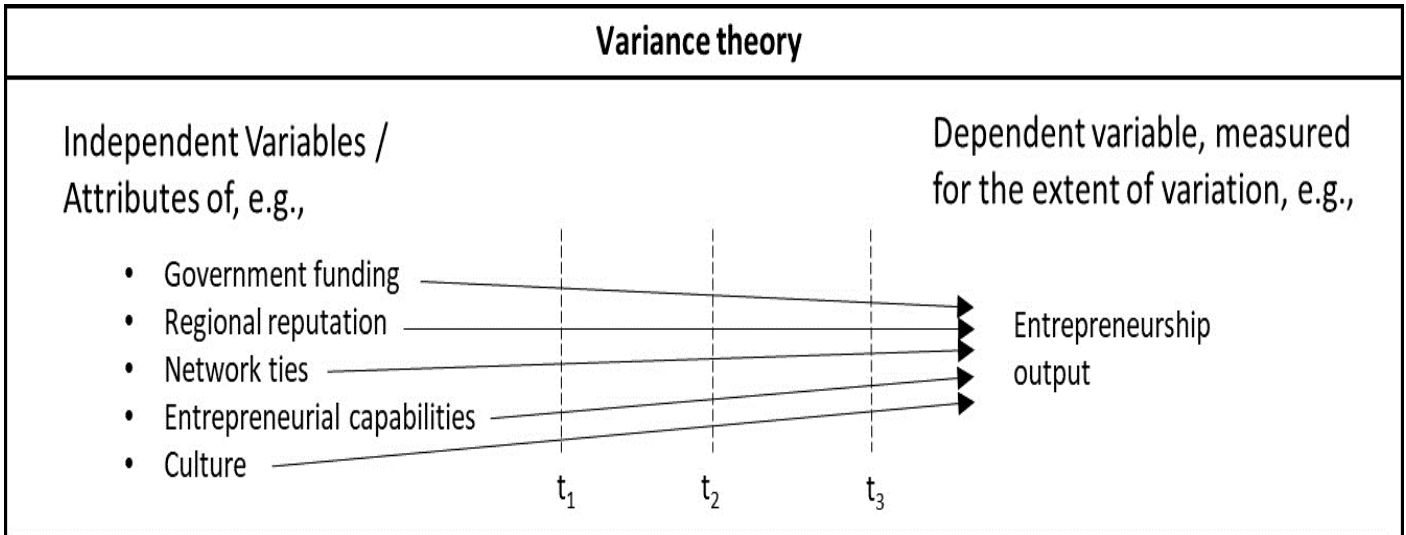 Variance theory
Independent Variables /
Attributes of, e.g.,
• Government funding
• Regional reputation
• Network ties
• Entrepreneurial capabilities
• Culture
Dependent variable, measured
for the extent of variation, e.g.,
Entrepreneurship
output
t1 t2 t3